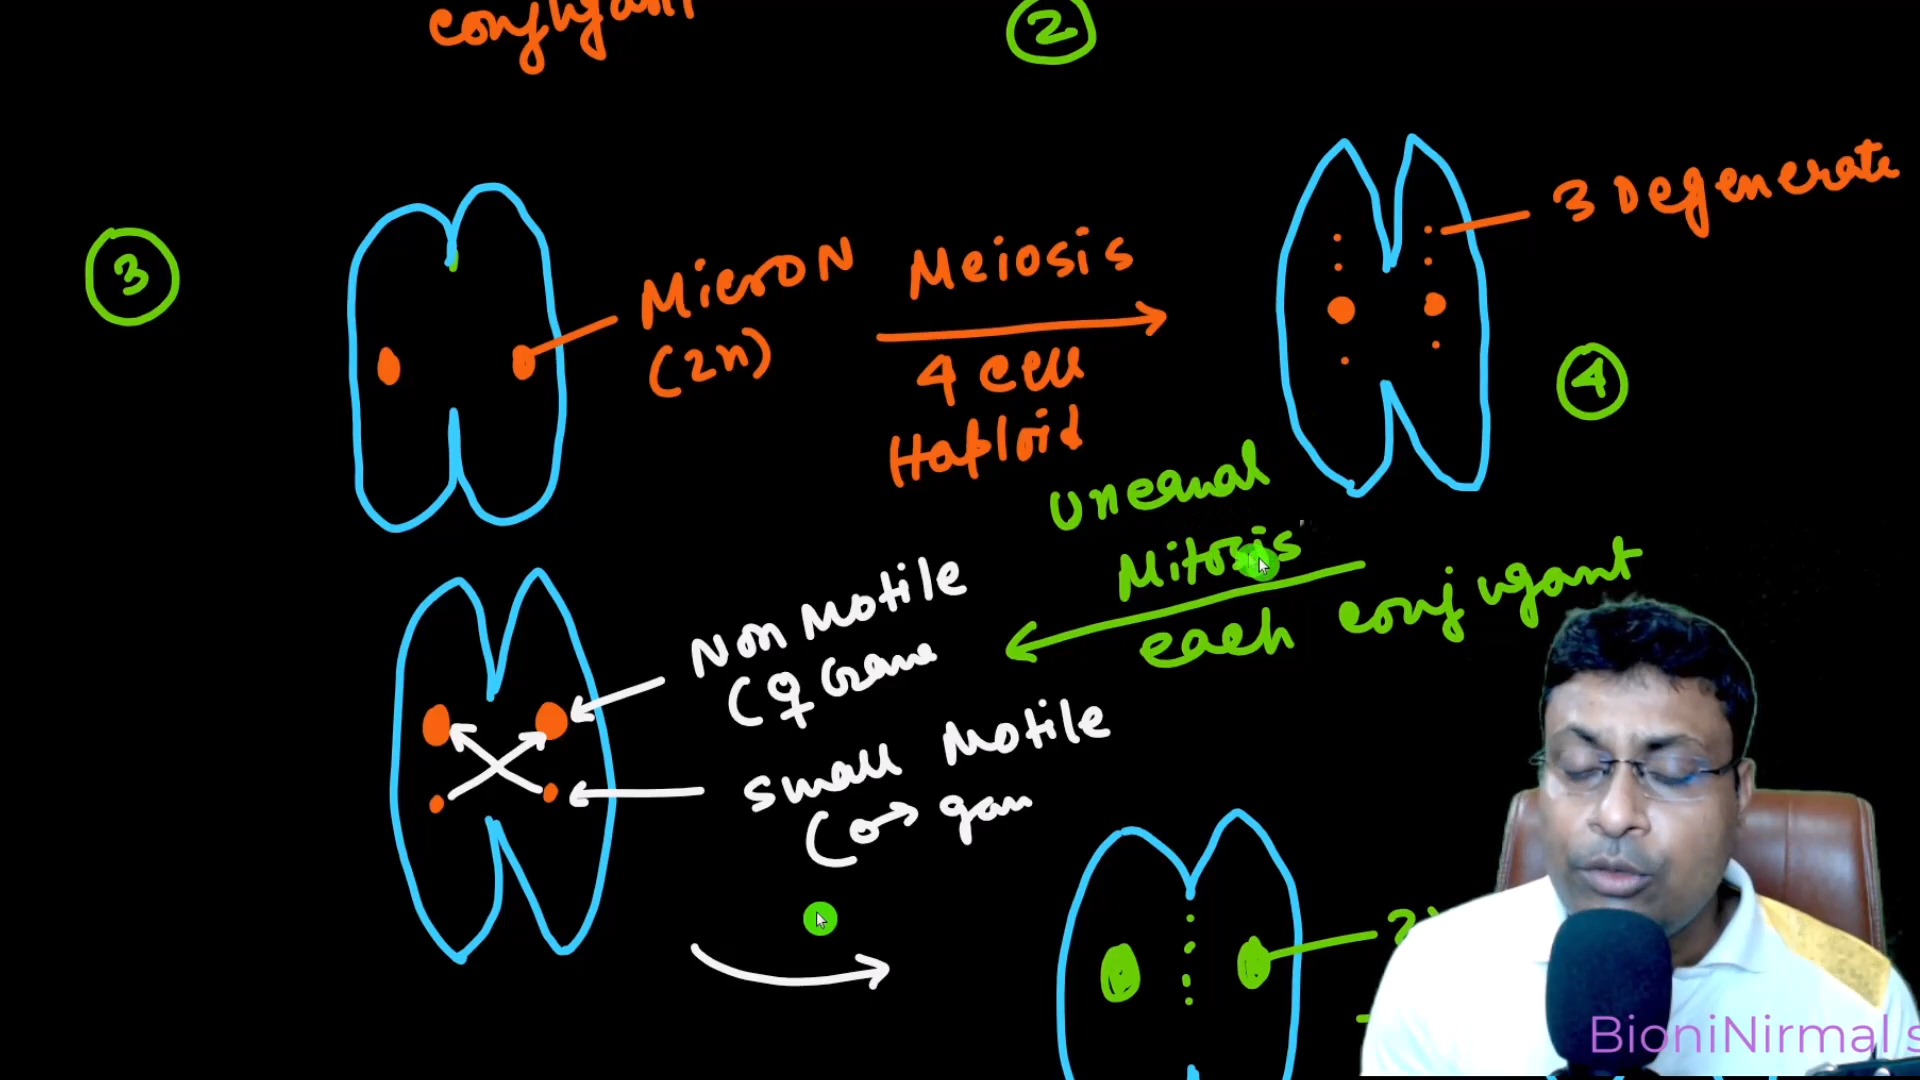 conjugant
2
3
MicroN
(2n)
Meiosis
4 cell
Haploid
3 Degenerate
4
Unequal
Mitosis
each conjugant
Non Motile
(♀ Game
Small Motile
(♂ gam
BioniNirmal s